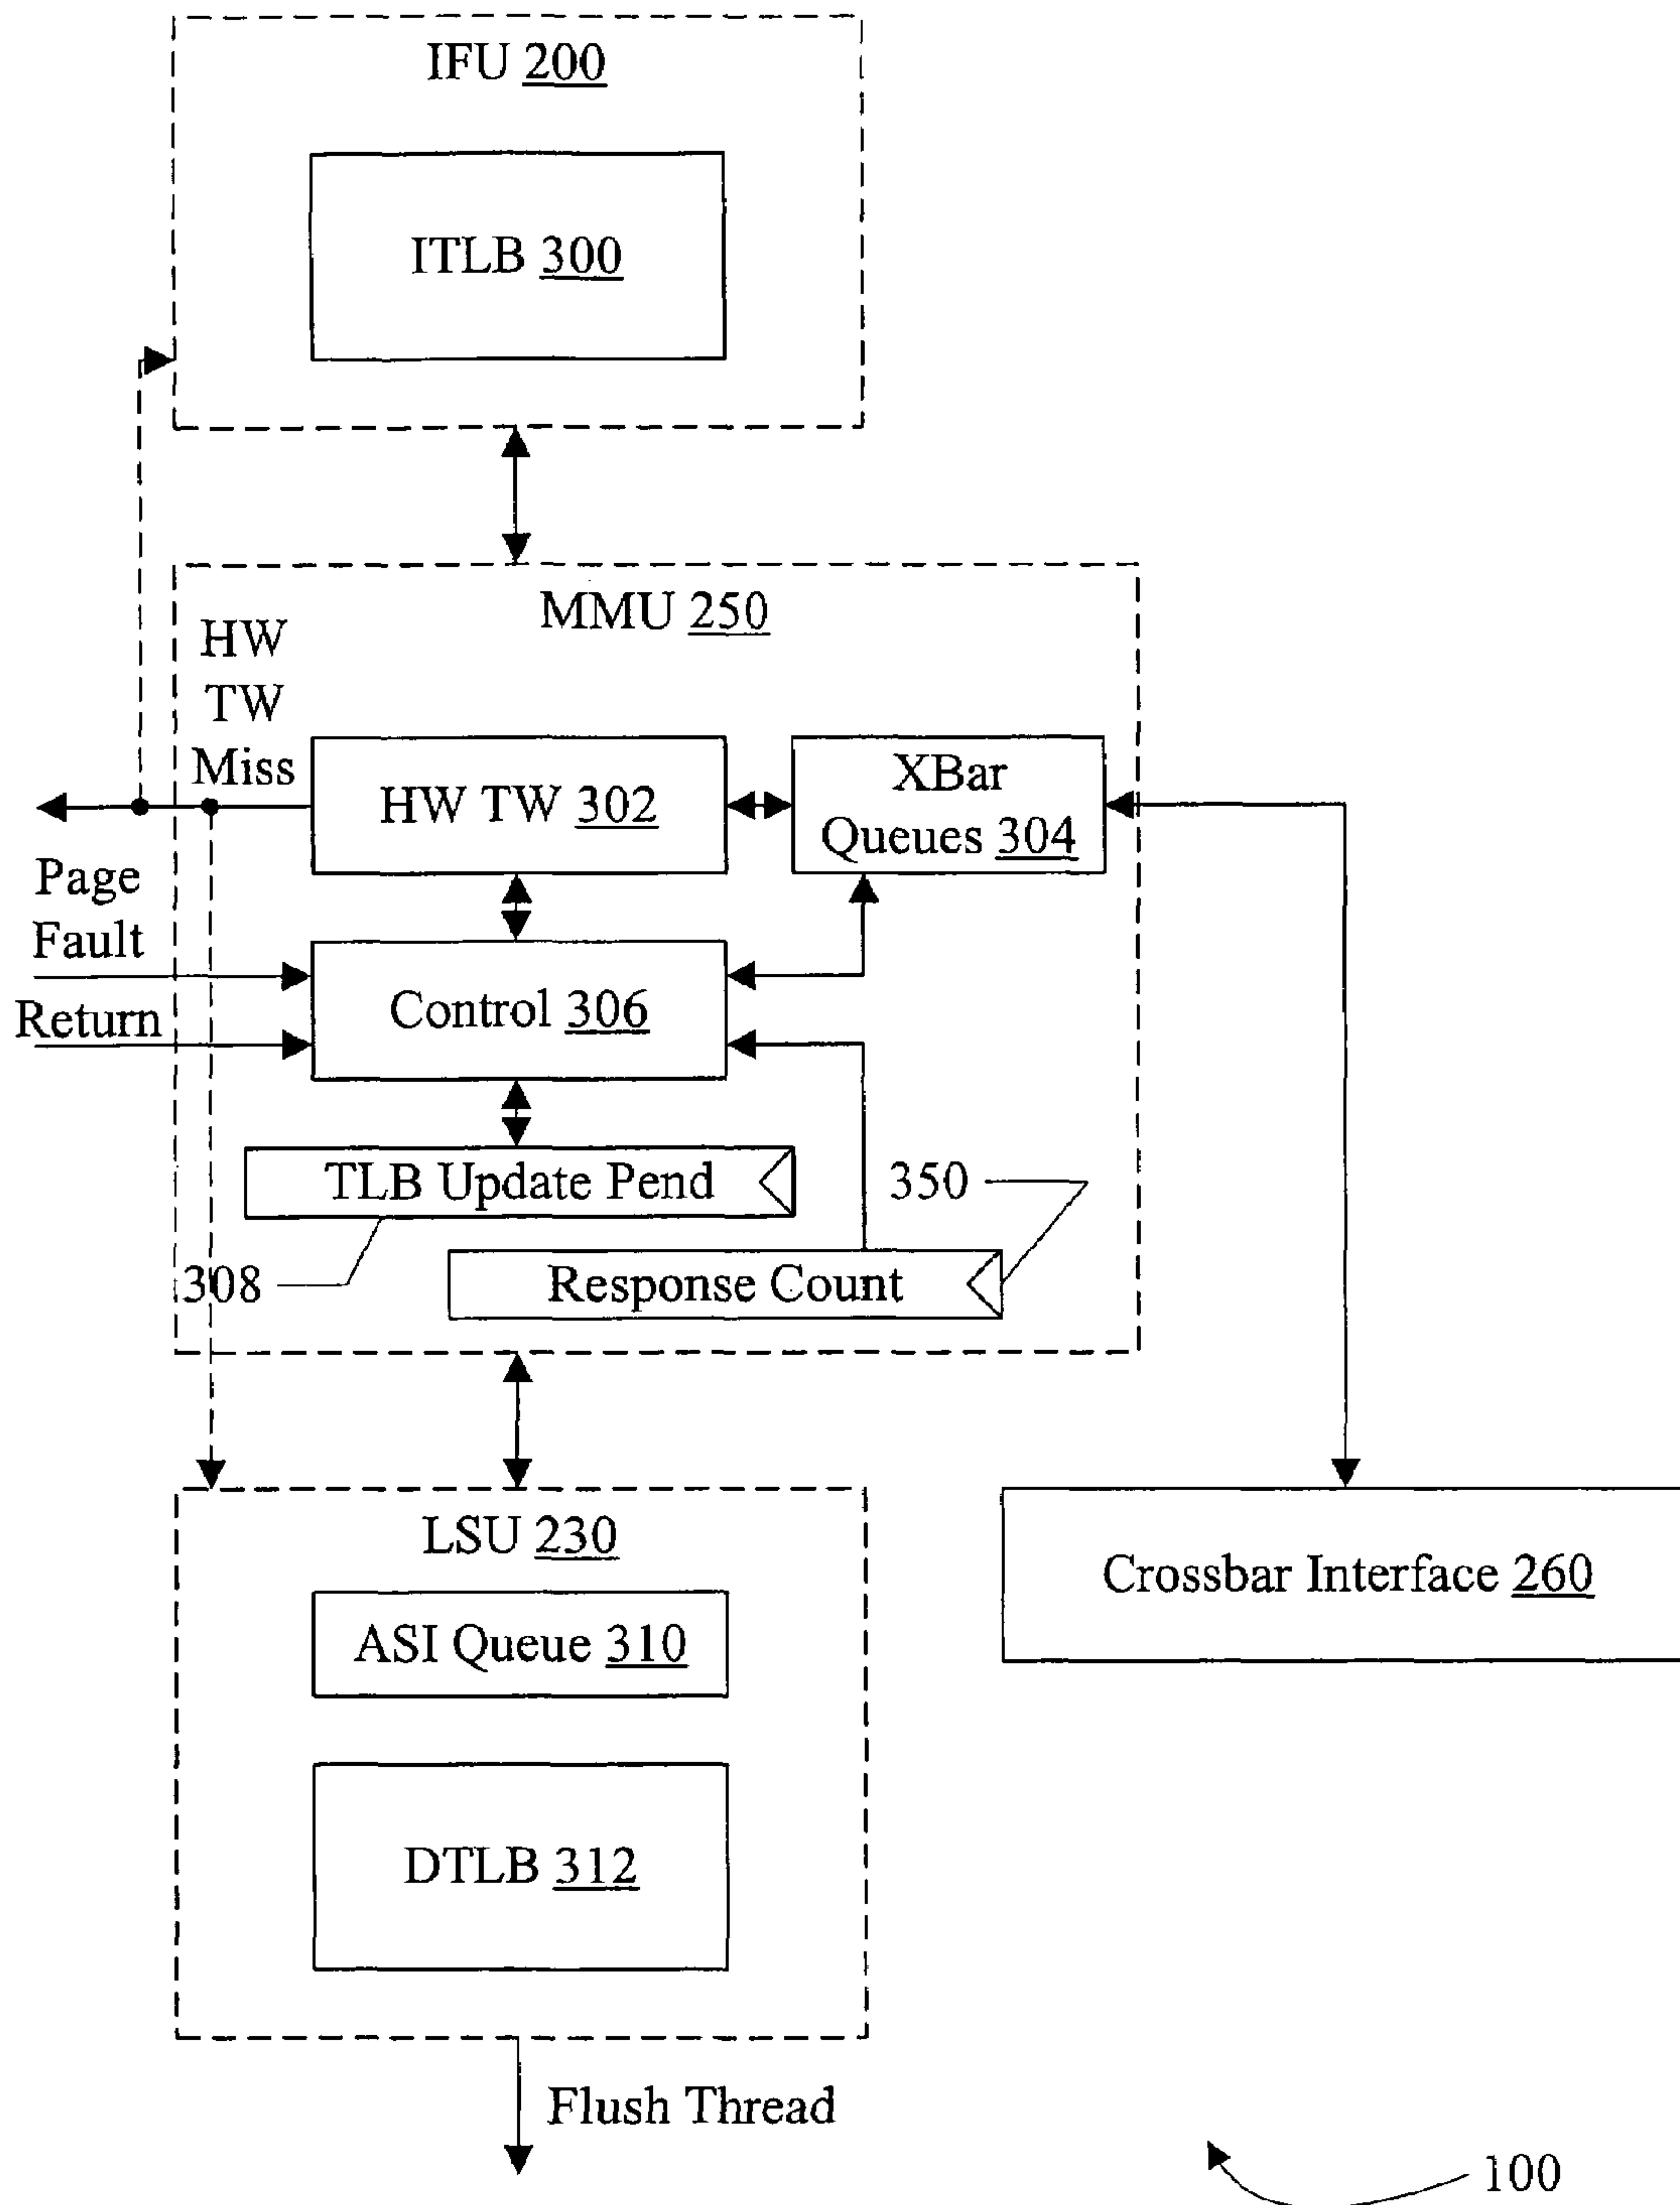 IFU 200
ITLB 300
MMU 250
HW
TW
Miss
HW TW 302
XBar
Queues 304
Page
Fault
Control 306
Return
TLB Update Pend
350
308
Response Count
LSU 230
ASI Queue 310
Crossbar Interface 260
DTLB 312
Flush Thread
100